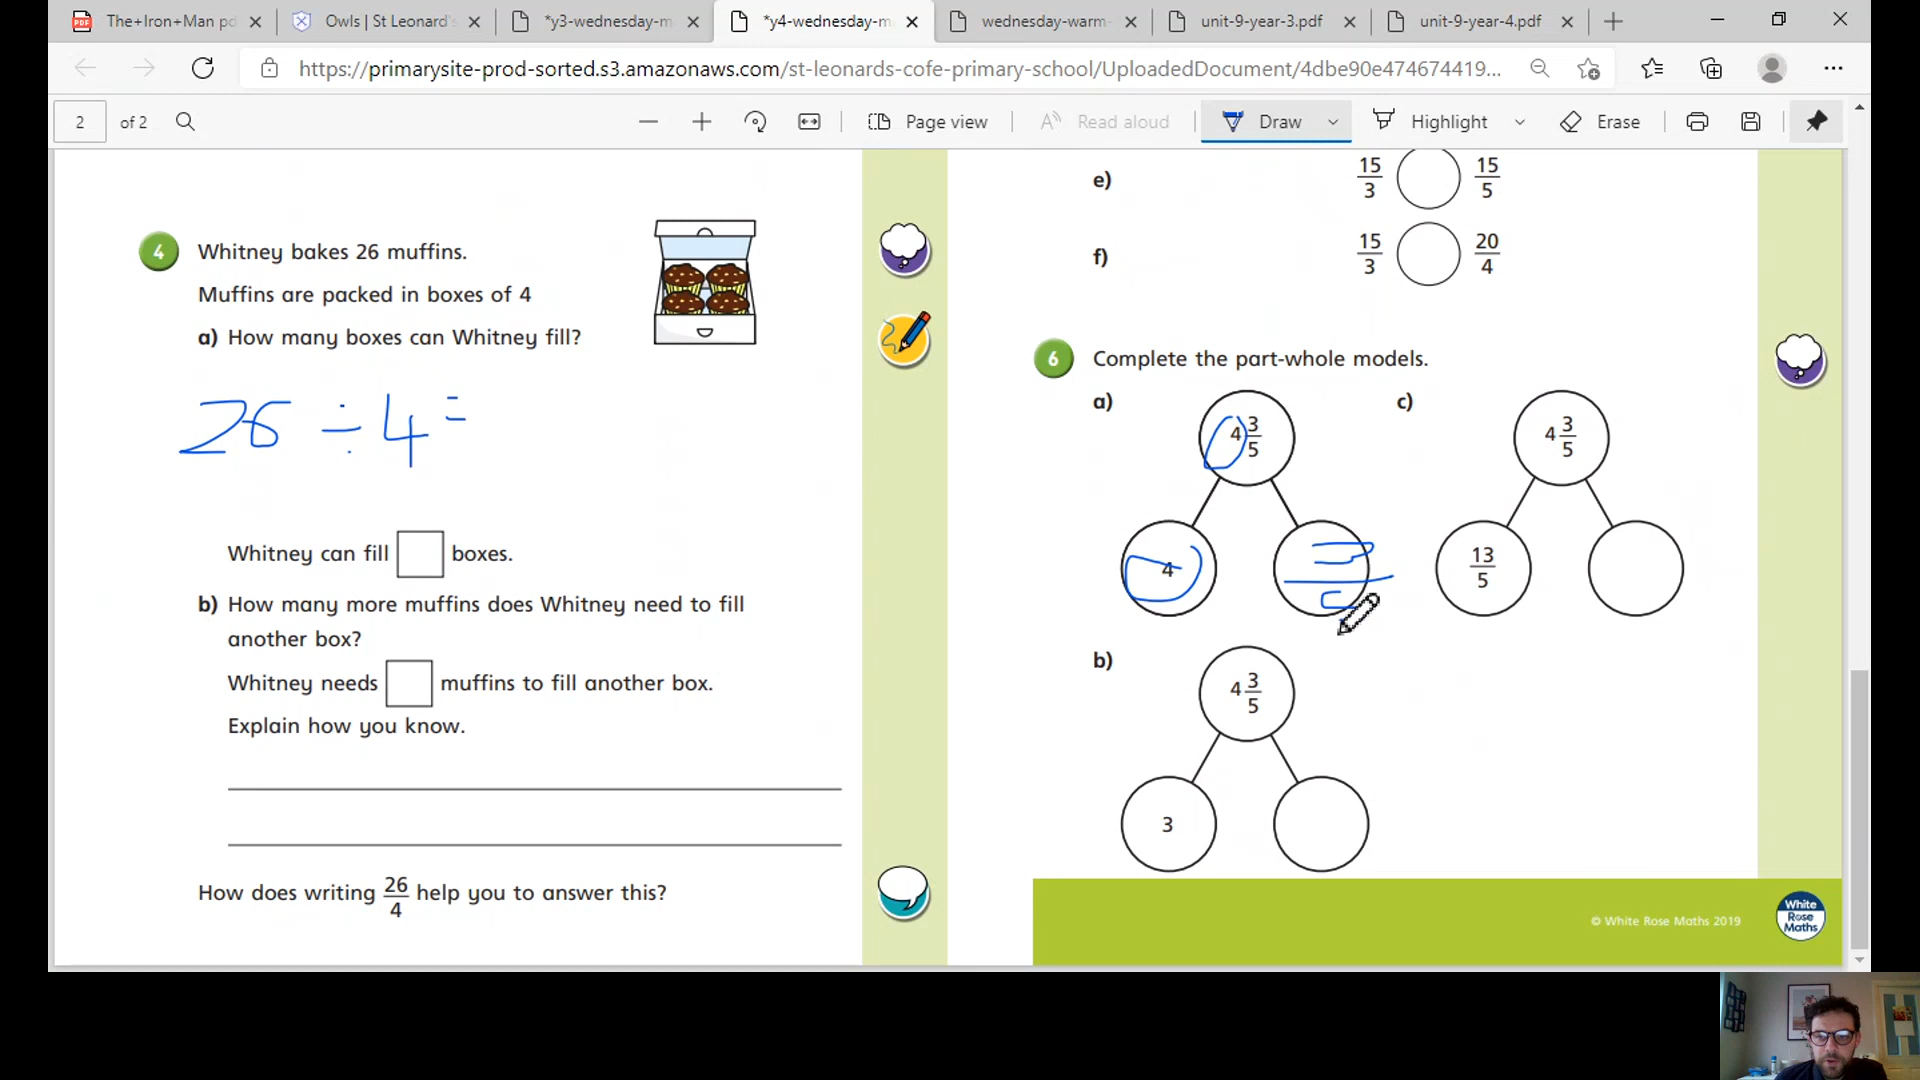 The+Iron+Man pd
Owls | St Leonard's
*y3-wednesday-m
*y4-wednesday-m
wednesday-warm-
unit-9-year-3.pdf
unit-9-year-4.pdf
https://primarysite-prod-sorted.s3.amazonaws.com/st-leonards-cofe-primary-school/UploadedDocument/4dbe90e474674419...
2 of 2
Page view
Read aloud
Draw
Highlight
Erase
4 Whitney bakes 26 muffins.
Muffins are packed in boxes of 4
a) How many boxes can Whitney fill?
26 ÷ 4 =
Whitney can fill boxes.
b) How many more muffins does Whitney need to fill
another box?
Whitney needs muffins to fill another box.
Explain how you know.
How does writing 26/4 help you to answer this?
e) 15/3 15/5
f) 15/3 20/4
6 Complete the part-whole models.
a) 4 3/5
4
c) 4 3/5
13/5
b) 4 3/5
3
© White Rose Maths 2019
White
Rose
Maths